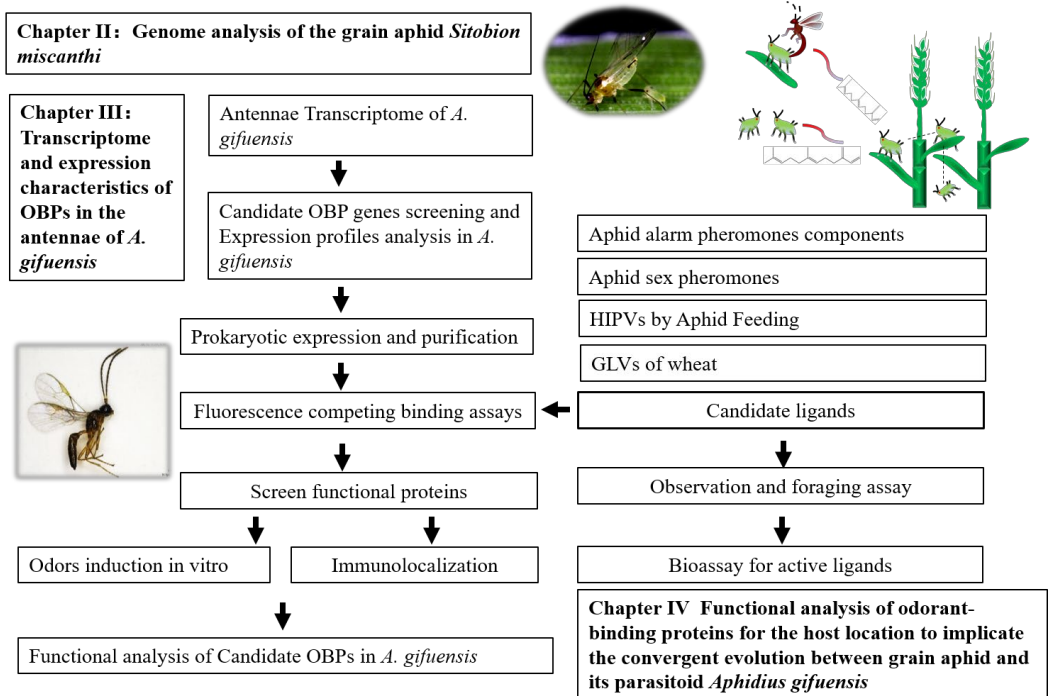 Chapter II：Genome analysis of the grain aphid Sitobion
miscanthi
Chapter III：
Transcriptome
and expression
characteristics of
OBPs in the
antennae of A.
gifuensis
Antennae Transcriptome of A.
gifuensis
Candidate OBP genes screening and
Expression profiles analysis in A.
gifuensis
Prokaryotic expression and purification
Fluorescence competing binding assays
Screen functional proteins
Odors induction in vitro
Immunolocalization
Functional analysis of Candidate OBPs in A. gifuensis
Aphid alarm pheromones components
Aphid sex pheromones
HIPVs by Aphid Feeding
GLVs of wheat
Candidate ligands
Observation and foraging assay
Bioassay for active ligands
Chapter IV Functional analysis of odorant-
binding proteins for the host location to implicate
the convergent evolution between grain aphid and
its parasitoid Aphidius gifuensis